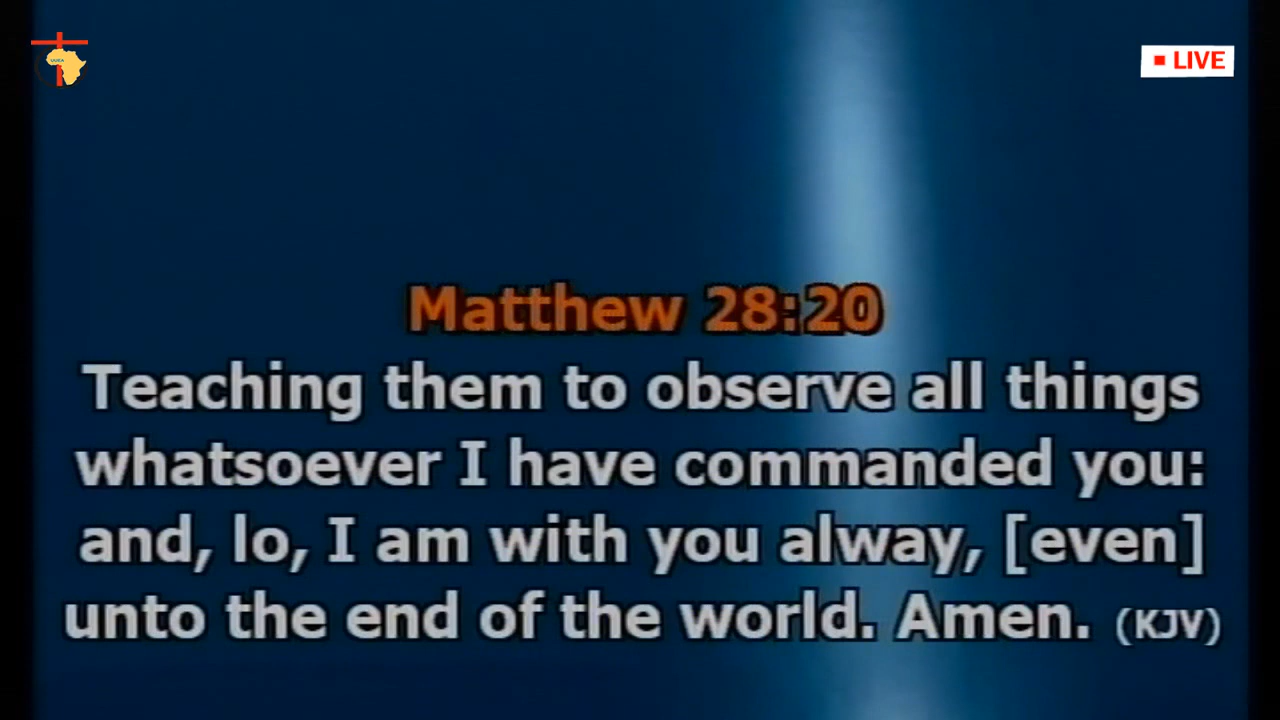 LIVE
Matthew 28:20
Teaching them to observe all things
whatsoever I have commanded you:
and, lo, I am with you alway, [even]
unto the end of the world. Amen. (KJV)